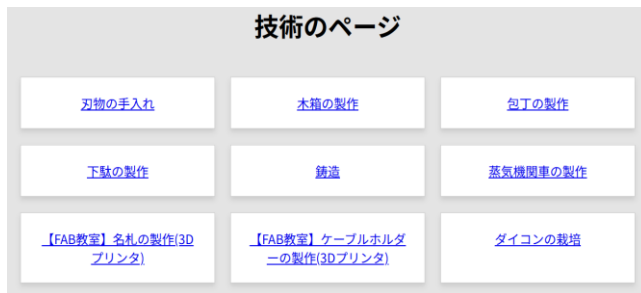 技術のページ
刃物の手入れ
木箱の製作
包丁の製作
下駄の製作
鋳造
蒸気機関車の製作
【FAB教室】名札の製作(3D
プリンタ)
【FAB教室】ケーブルホルダ
ーの製作(3Dプリンタ)
ダイコンの栽培